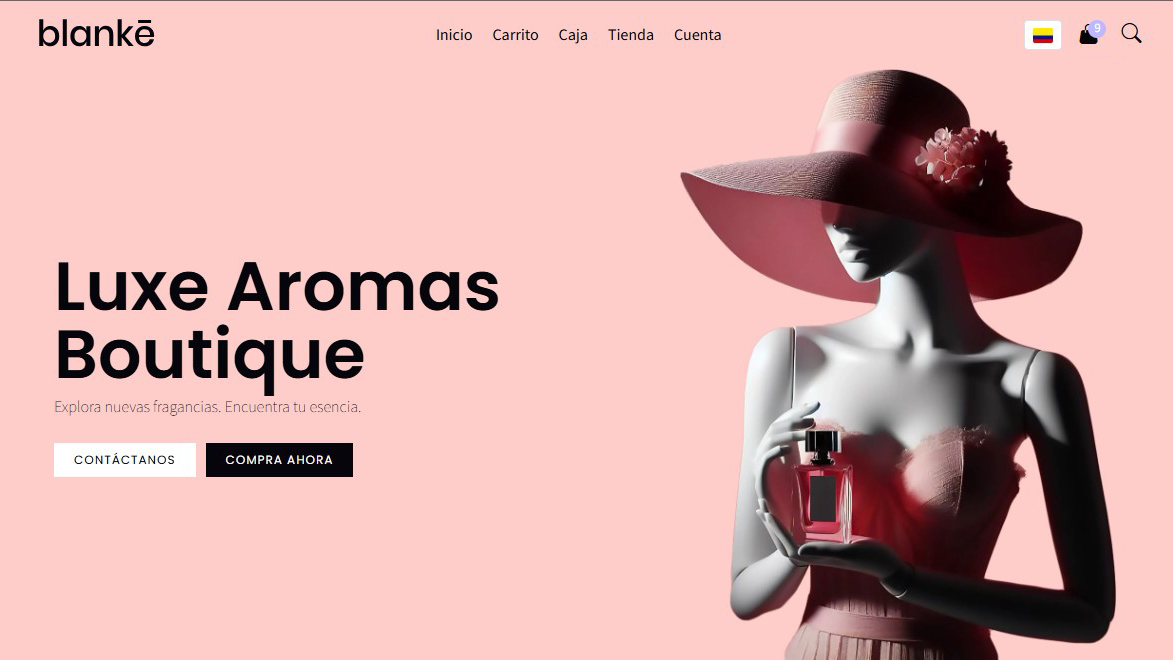 blankē
Inicio Carrito Caja Tienda Cuenta
9
Luxe Aromas
Boutique
Explora nuevas fragancias. Encuentra tu esencia.
CONTÁCTANOS COMPRA AHORA